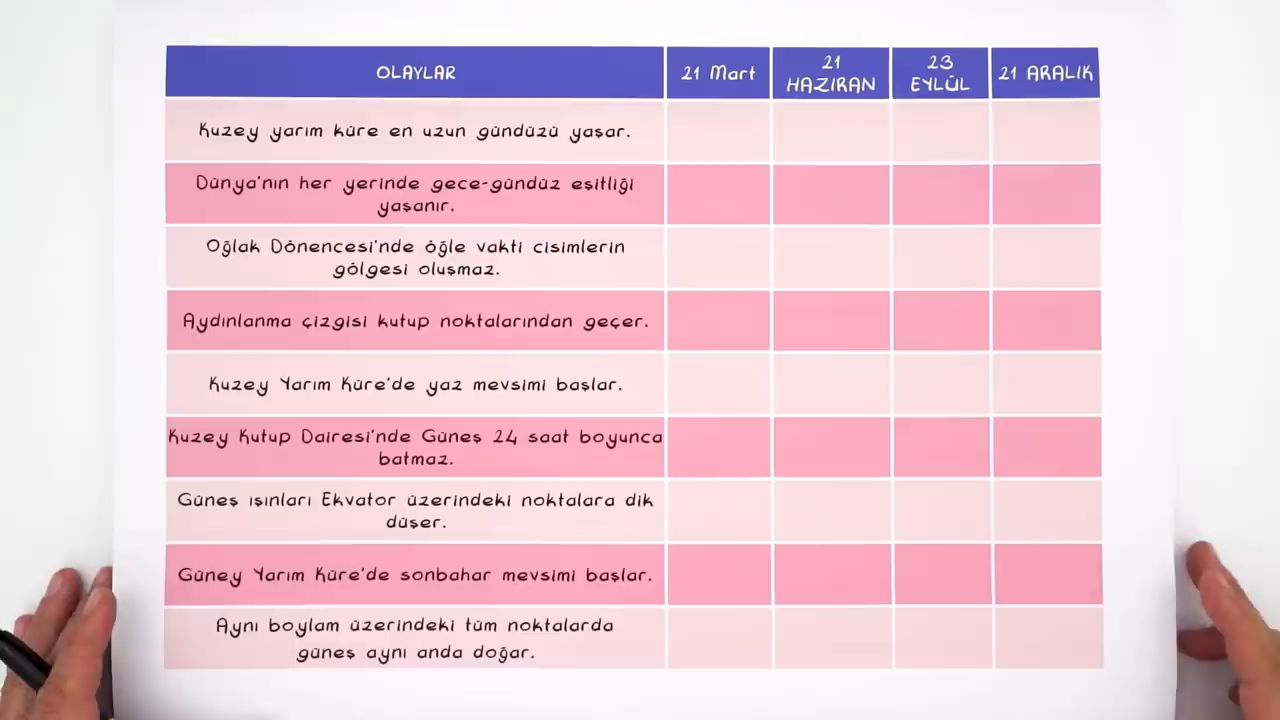 OLAYLAR
21 Mart
21
HAZIRAN
23
EYLÜL
21 ARALIK
Kuzey yarım küre en uzun gündüzü yaşar.
Dünya'nın her yerinde gece-gündüz eşitliği
yaşanır.
Oğlak Dönencesi'nde öğle vakti cisimlerin
gölgesi oluşmaz.
Aydınlanma çizgisi kutup noktalarından geçer.
Kuzey Yarım Küre'de yaz mevsimi başlar.
Kuzey Kutup Dairesi'nde Güneş 24 saat boyunca
batmaz.
Güneş ışınları Ekvator üzerindeki noktalara dik
düşer.
Güney Yarım Küre'de sonbahar mevsimi başlar.
Aynı boylam üzerindeki tüm noktalarda
güneş aynı anda doğar.